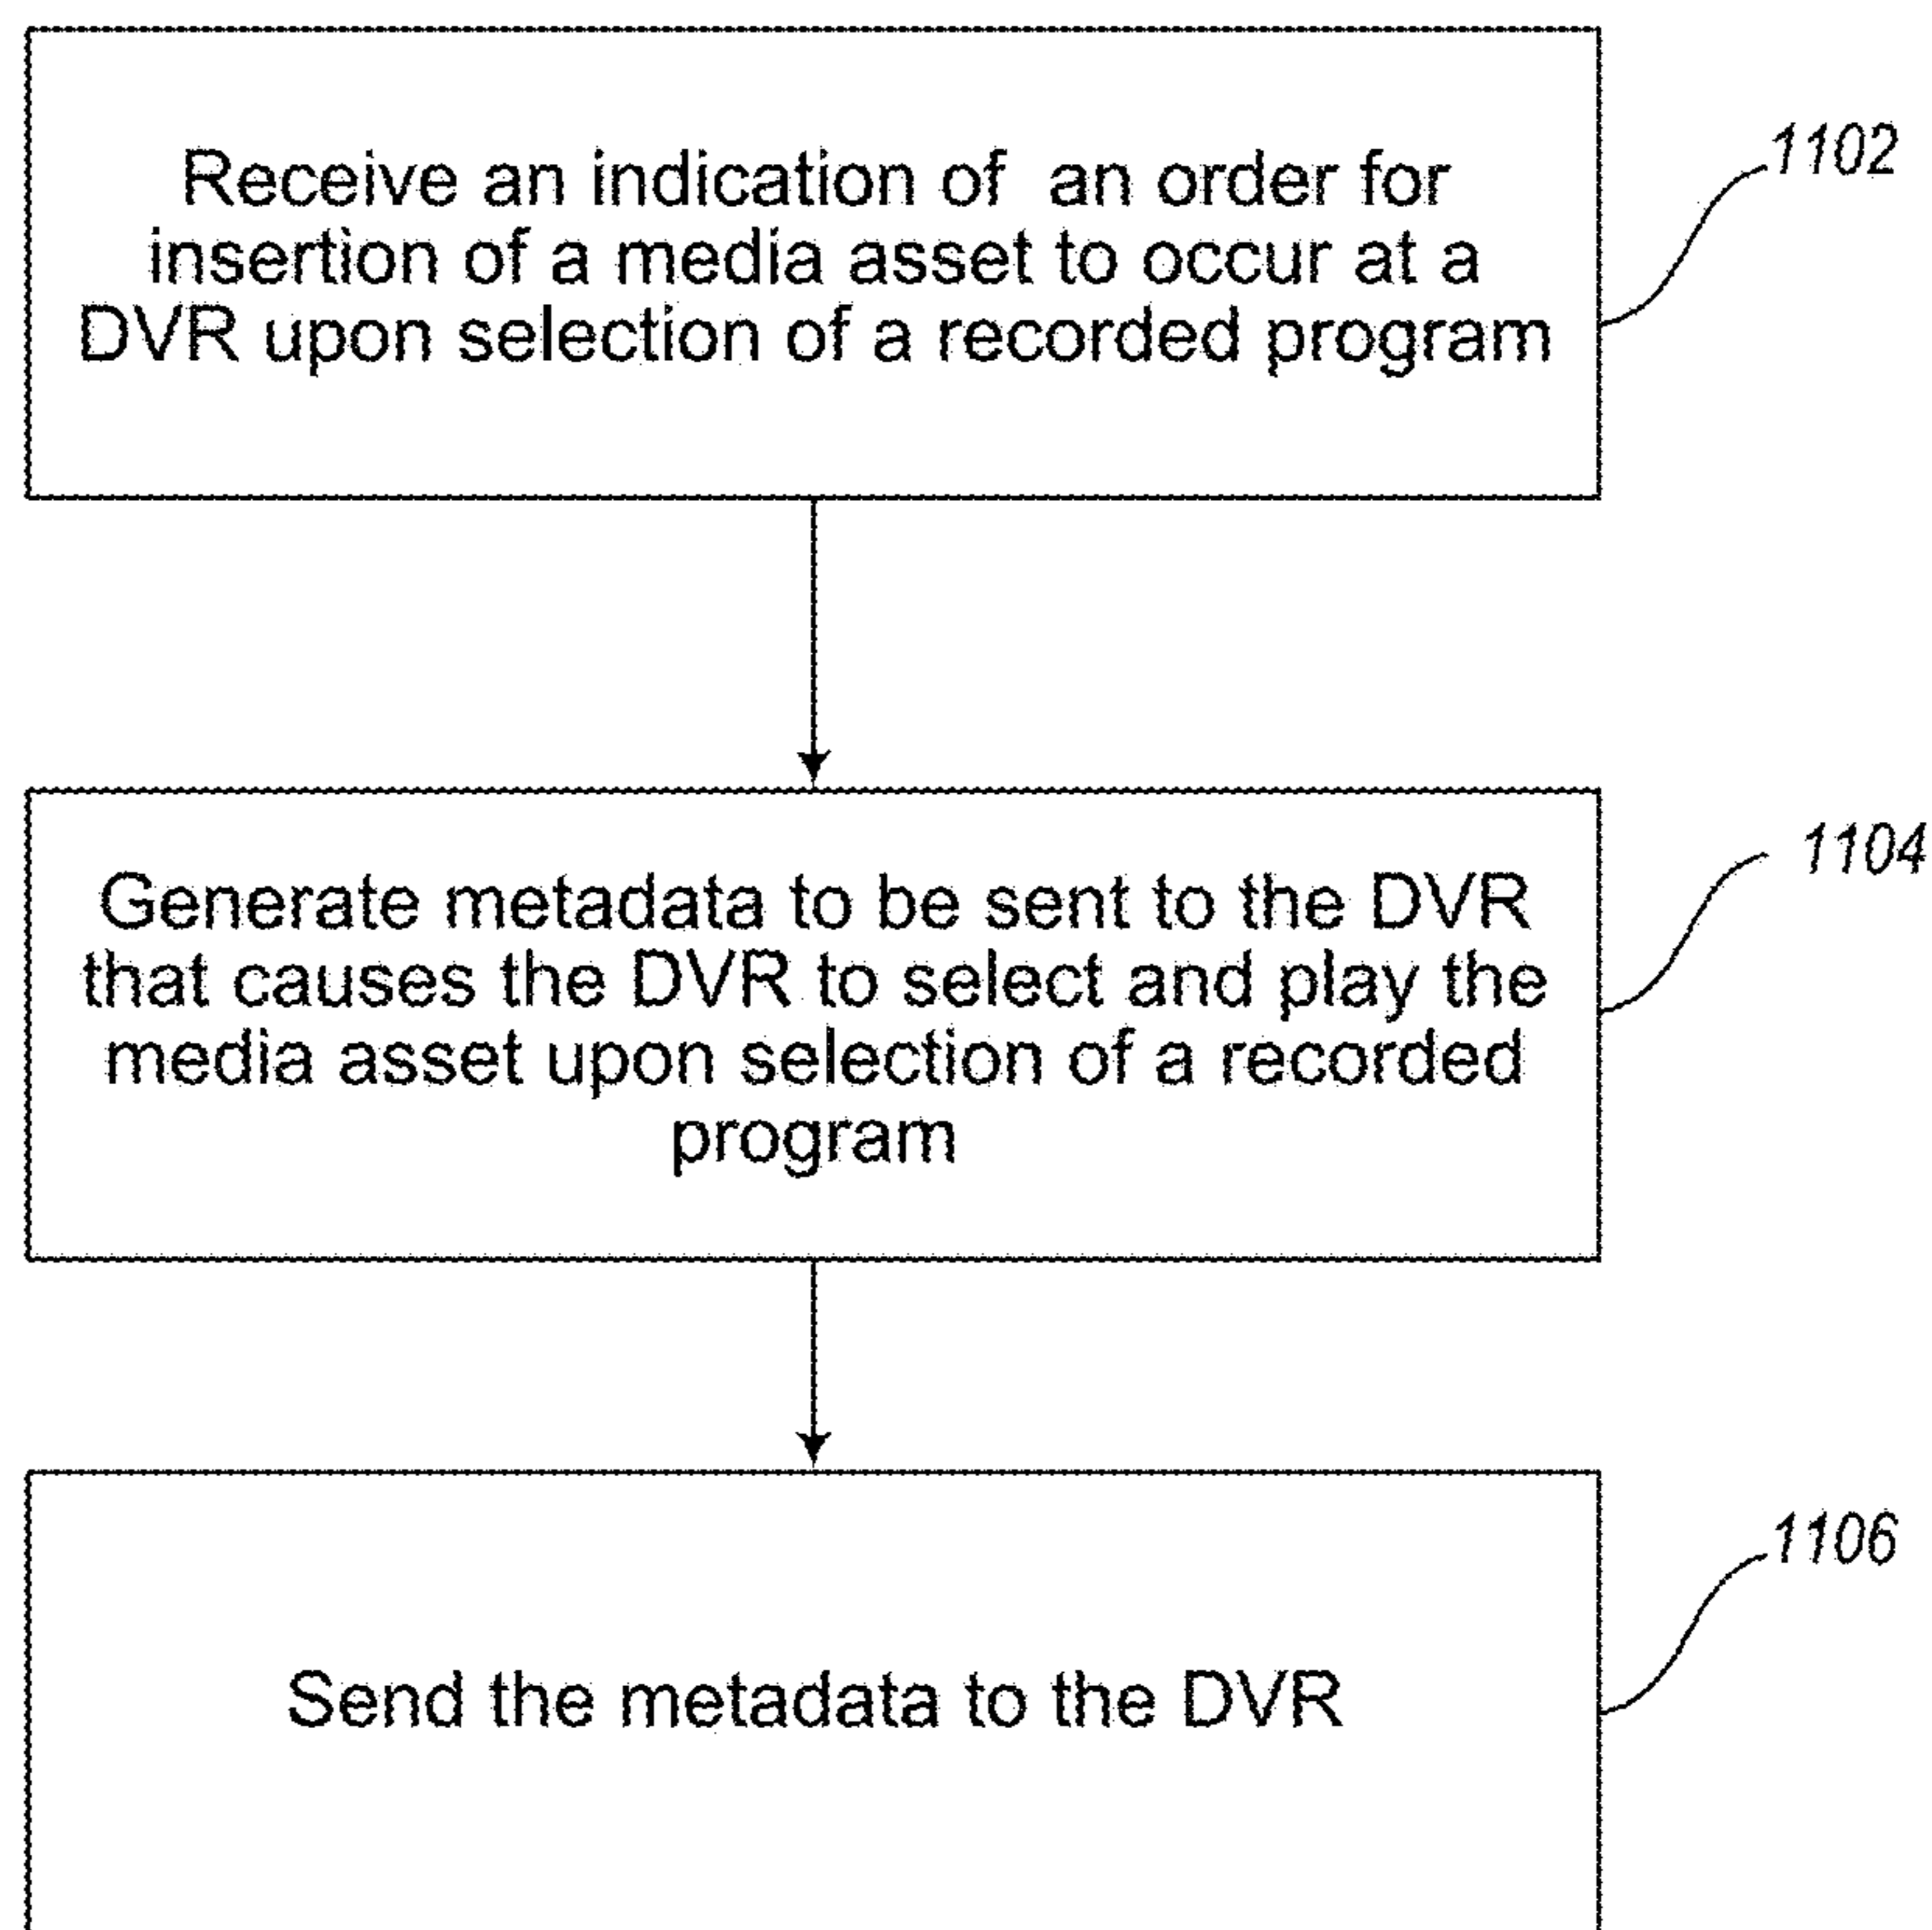 Receive an indication of an order for
insertion of a media asset to occur at a
DVR upon selection of a recorded program
1102
Generate metadata to be sent to the DVR
that causes the DVR to select and play the
media asset upon selection of a recorded
program
1104
Send the metadata to the DVR
1106